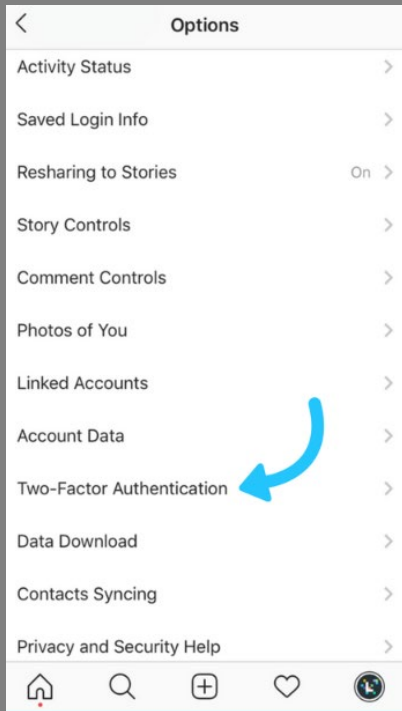 Options
Activity Status
Saved Login Info
Resharing to Stories On
Story Controls
Comment Controls
Photos of You
Linked Accounts
Account Data
Two-Factor Authentication
Data Download
Contacts Syncing
Privacy and Security Help